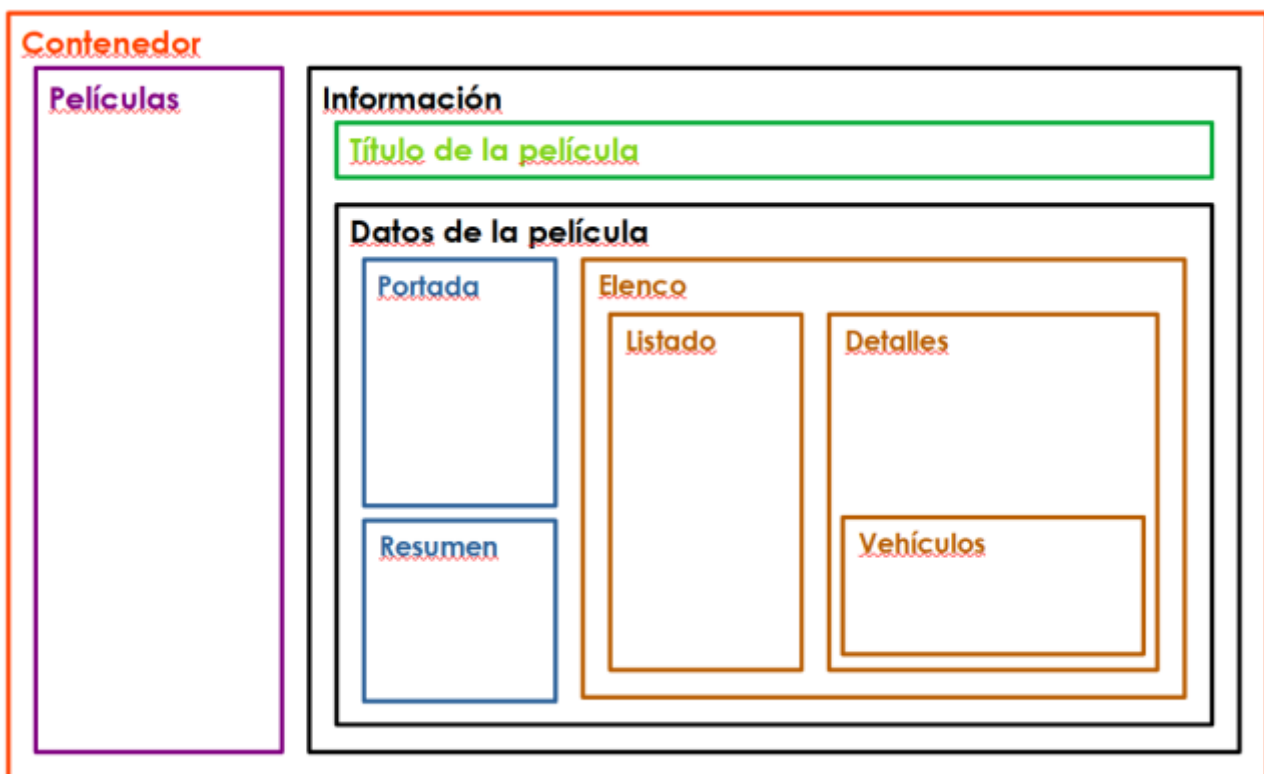 Contenedor
Películas
Información
Título de la película
Datos de la película
Portada
Resumen
Elenco
Listado
Detalles
Vehículos